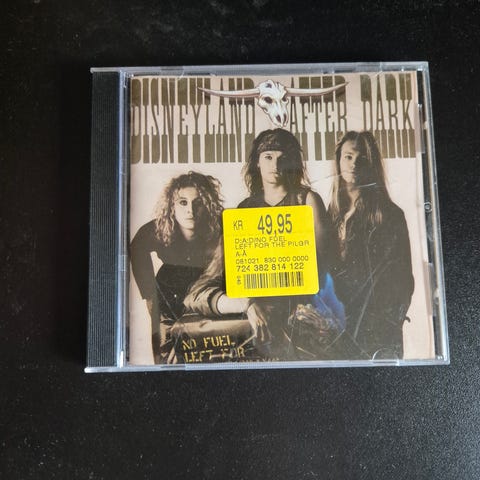 DISNEYLAND AFTER DARK
KR 49,95
D:A:DINO FUEL
LEFT FOR THE PILGR
A-Å
081021 830 000 0000
724 382 814 122
NO FUEL
LEFT FOR